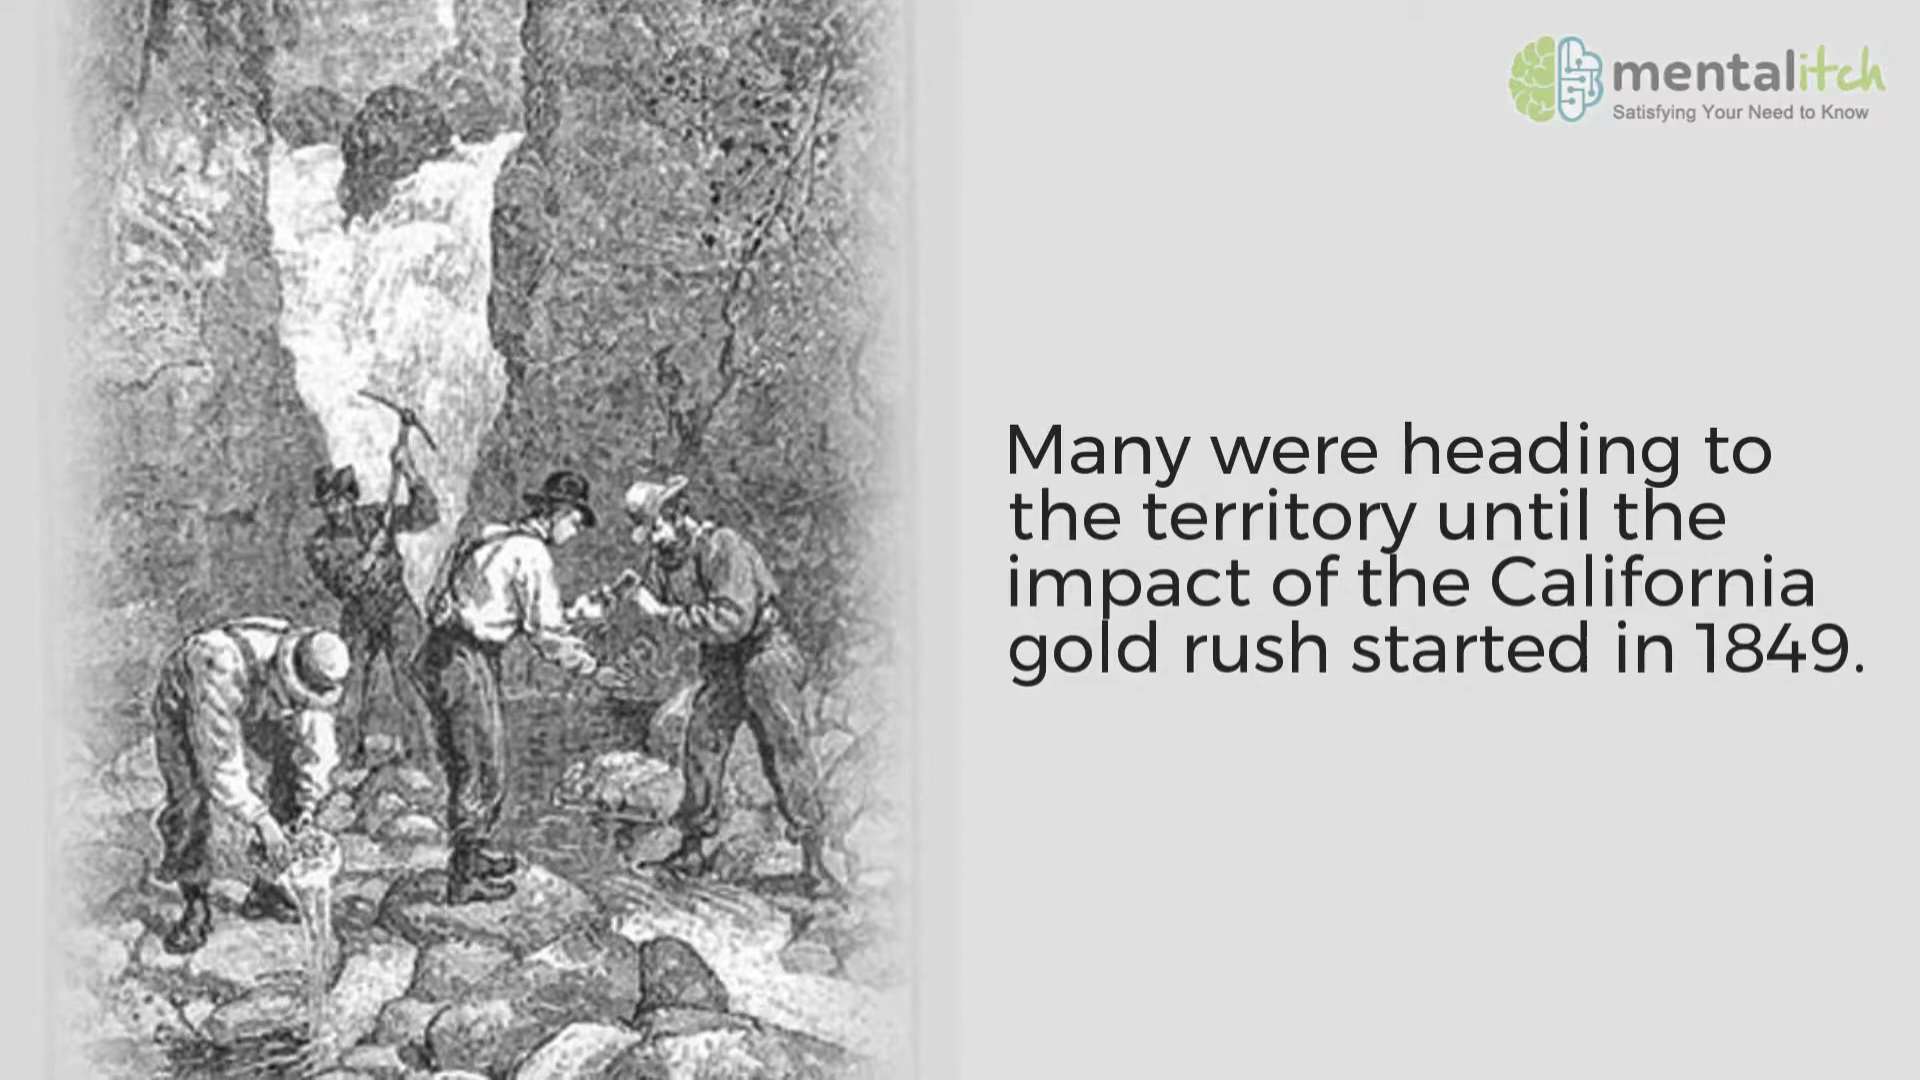 mentalitch
Satisfying Your Need to Know
Many were heading to
the territory until the
impact of the California
gold rush started in 1849.